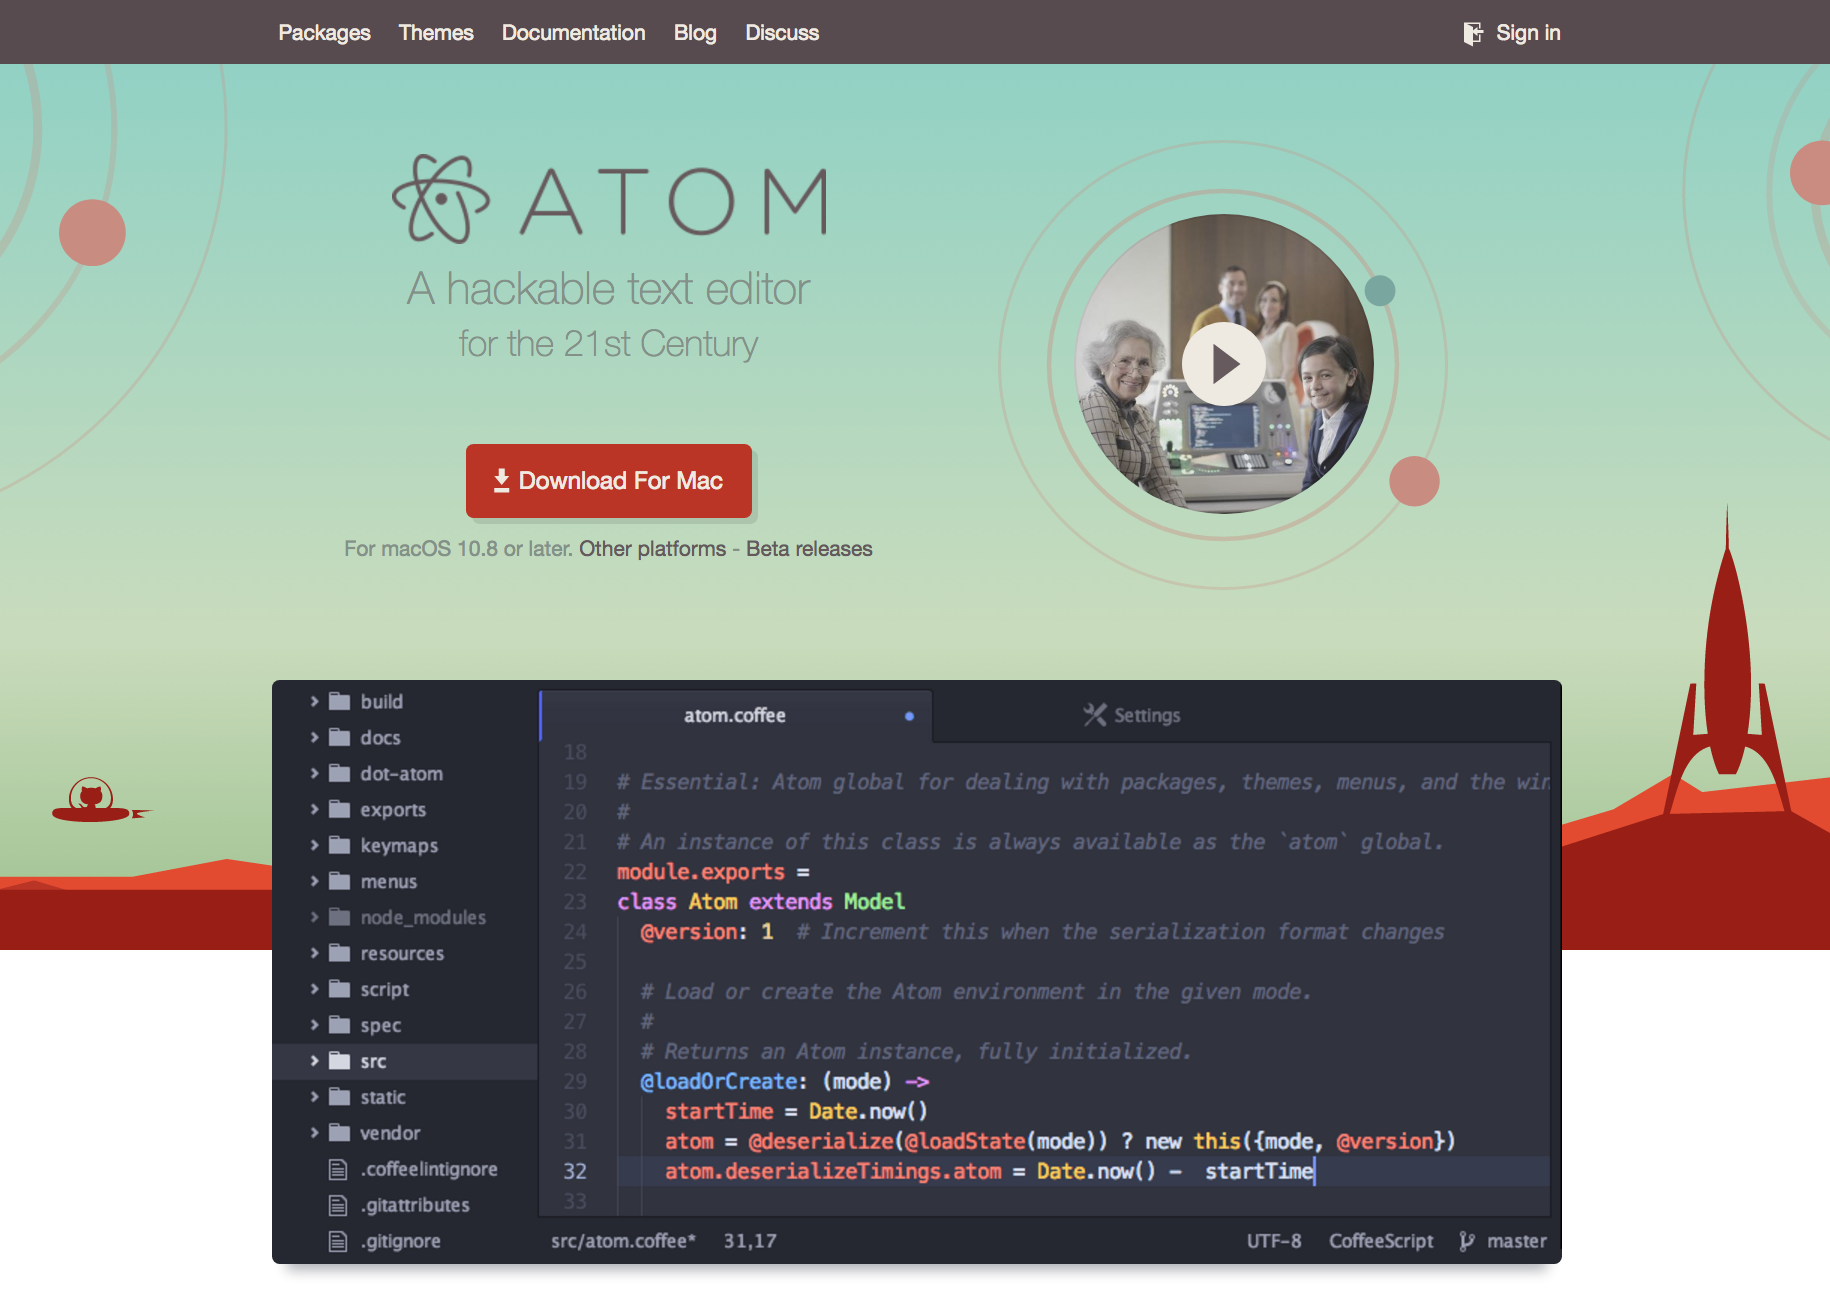 Packages Themes Documentation Blog Discuss Sign in
ATOM
A hackable text editor
for the 21st Century
Download For Mac
For macOS 10.8 or later. Other platforms - Beta releases
build
docs
dot-atom
exports
keymaps
menus
node_modules
resources
script
spec
src
static
vendor
.coffeelintignore
.gitattributes
.gitignore
atom.coffee Settings
18
19 # Essential: Atom global for dealing with packages, themes, menus, and the win
20 #
21 # An instance of this class is always available as the `atom` global.
22 module.exports =
23 class Atom extends Model
24 @version: 1 # Increment this when the serialization format changes
25
26 # Load or create the Atom environment in the given mode.
27 #
28 # Returns an Atom instance, fully initialized.
29 @loadOrCreate: (mode) ->
30 startTime = Date.now()
31 atom = @deserialize(@loadState(mode)) ? new this({mode, @version})
32 atom.deserializeTimings.atom = Date.now() - startTime
33
src/atom.coffee* 31,17 UTF-8 CoffeeScript master